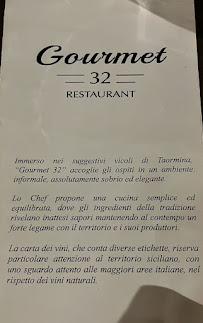 Gourmet
32
RESTAURANT
Immerso nei suggestivi vicoli di Taormina,
"Gourmet 32" accoglie gli ospiti in un ambiente
informale, assolutamente sobrio ed elegante.
Lo Chef propone una cucina semplice ed
equilibrata, dove gli ingredienti della tradizione
rivelano inattesi sapori mantenendo al contempo un
forte legame con il territorio e i suoi produttori.
La carta dei vini, che conta diverse etichette, riserva
particolare attenzione al territorio siciliano, con
uno sguardo attento alle maggiori aree italiane, nel
rispetto dei vini naturali.